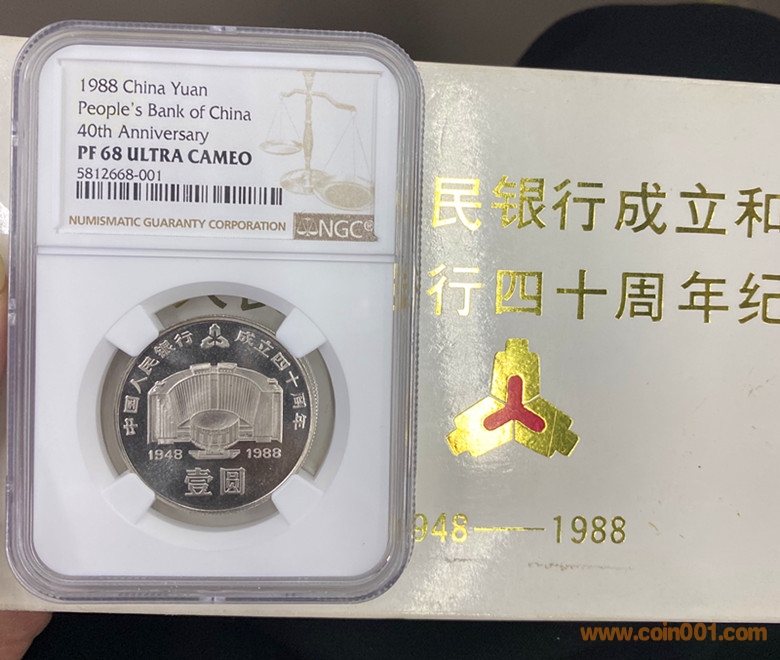 1988 China Yuan
People's Bank of China
40th Anniversary
PF 68 ULTRA CAMEO
5812668-001
NUMISMATIC GUARANTY CORPORATION
NGC
民银行成立和
行四十周年纪
948——1988
中国人民银行 成立四十周年
1948 1988
壹圆
www.coin001.com